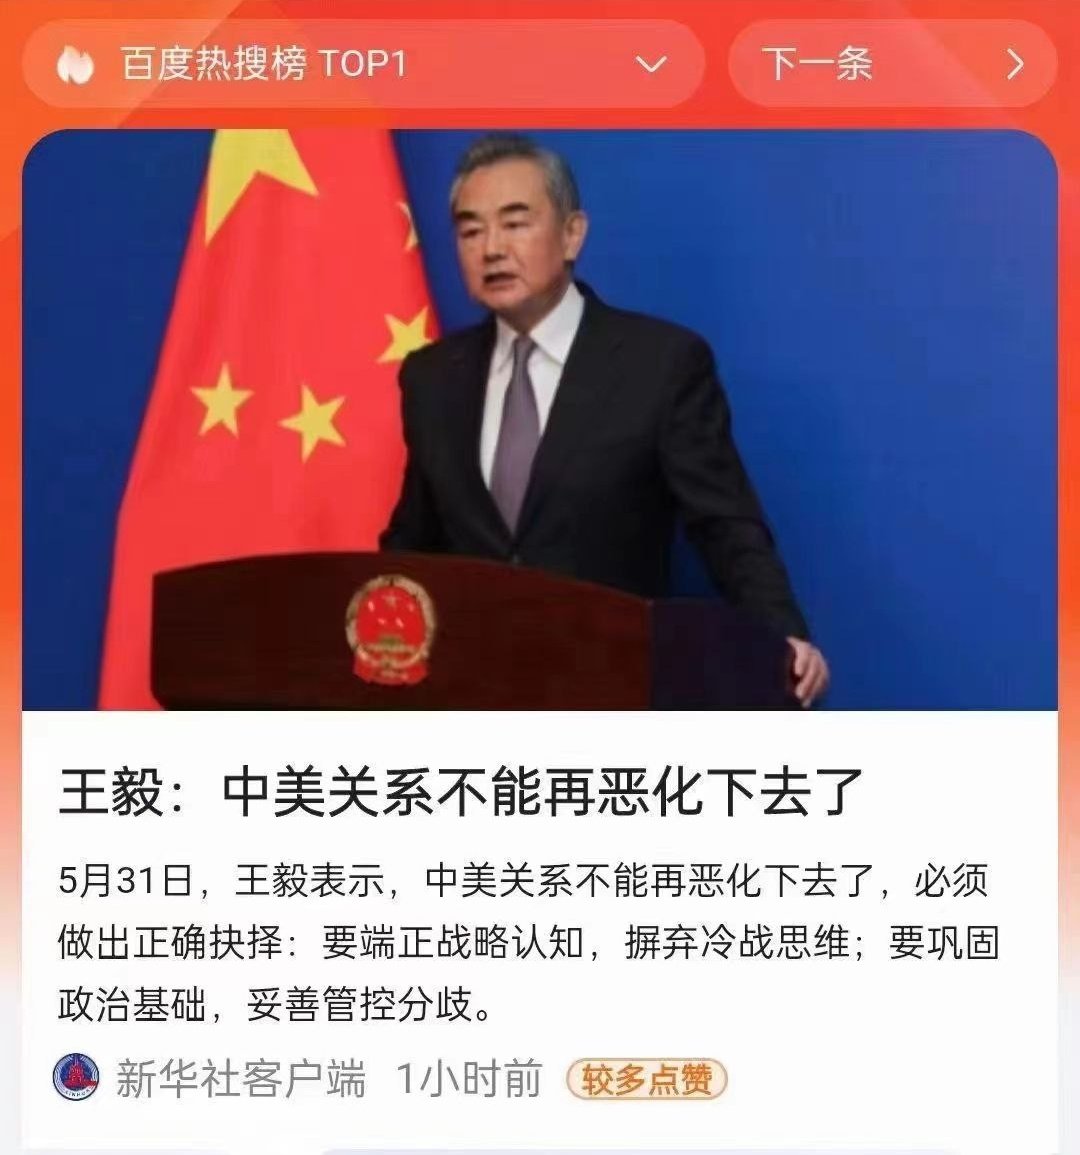 百度热搜榜 TOP1
下一条
王毅：中美关系不能再恶化下去了
5月31日，王毅表示，中美关系不能再恶化下去了，必须
做出正确抉择：要端正战略认知，摒弃冷战思维；要巩固
政治基础，妥善管控分歧。
新华社客户端 1小时前 较多点赞